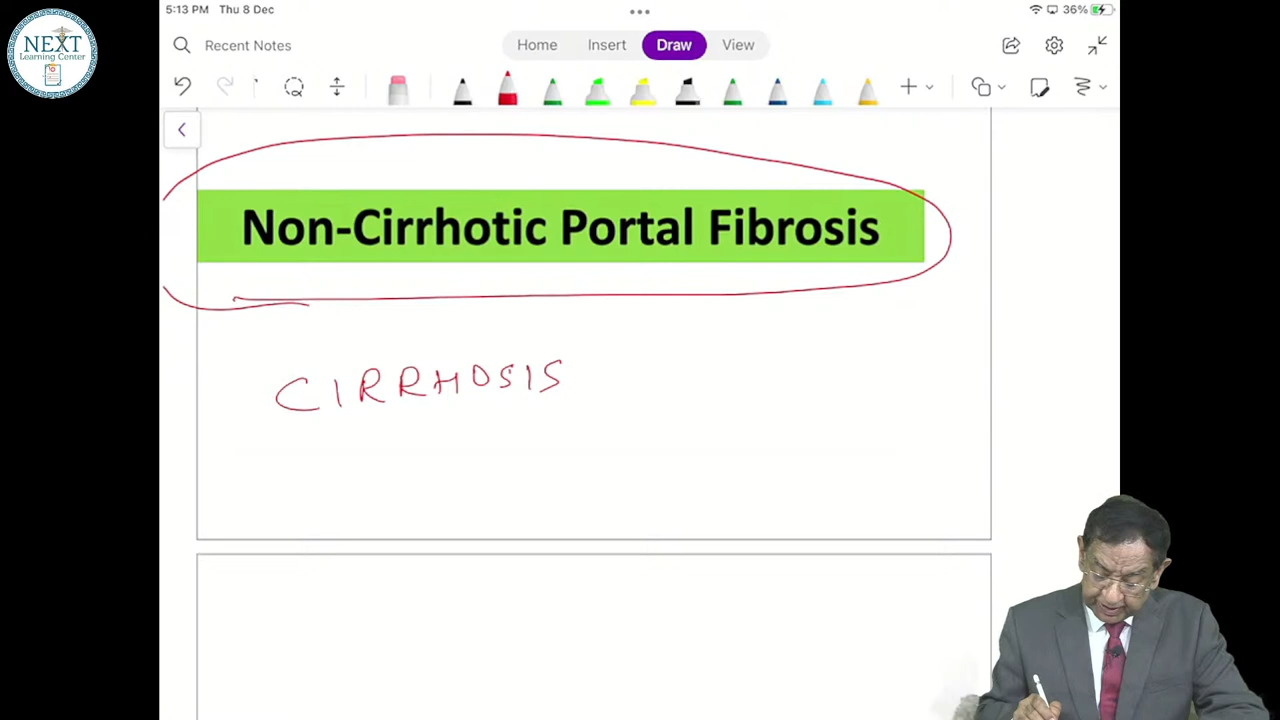 5:13 PM Thu 8 Dec
36%
NEXT
Learning Center
Recent Notes
Home Insert Draw View
Non-Cirrhotic Portal Fibrosis
CIRRHOSIS